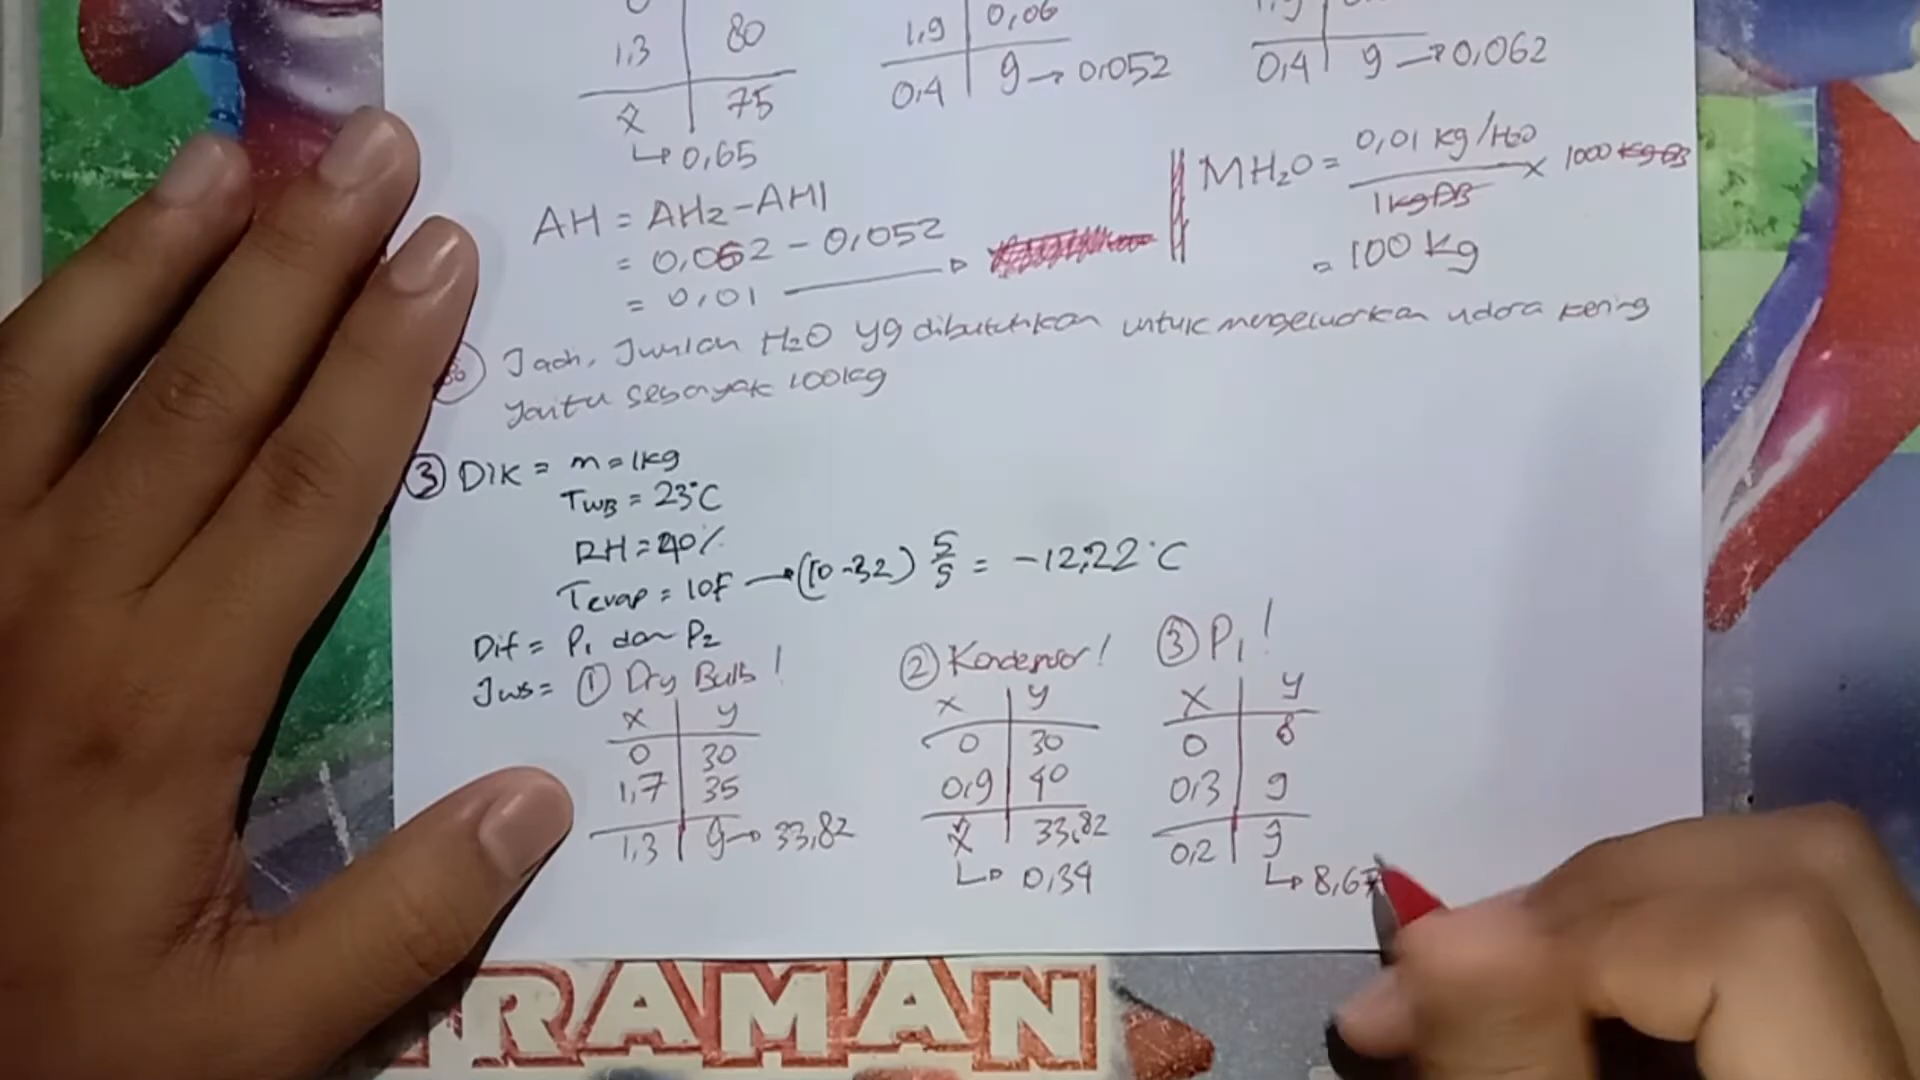 1,3 | 80
x̂ | 75
↳ 0,65
1,9 | 0,06
0,4 | y → 0,052
0,4 | y → 0,062
AH = AH2 - AH1
= 0,062 - 0,052
= 0,01
MH2O = 0,01 kg/H2O / 1 kgDB × 1000 kgDB
= 100 kg
Jadi, Jumlah H2O yg dibutuhkan untuk mengeluarkan udara kering
yaitu sebanyak 100kg
③ Dik = m = 1kg
TWB = 23°C
RH = 40%
Tevap = 10F → (10-32) 5/9 = -12,22°C
Dit = P1 dan P2
Jws = ① Dry Bulb!
x | y
0 | 30
1,7 | 35
1,3 | y → 33,82
② Kondensor!
x | y
0 | 30
0,9 | 40
x̂ | 33,82
↳ 0,34
③ P1!
x | y
0 | 8
0,3 | 9
0,2 | y
↳ 8,67
RAMAN